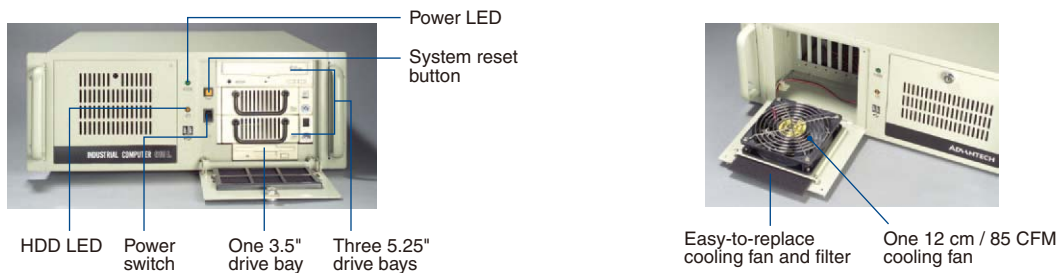 Power LED
System reset
button
INDUSTRIAL COMPUTER
HDD LED
Power
switch
One 3.5"
drive bay
Three 5.25"
drive bays
ADVANTECH
Easy-to-replace
cooling fan and filter
One 12 cm / 85 CFM
cooling fan